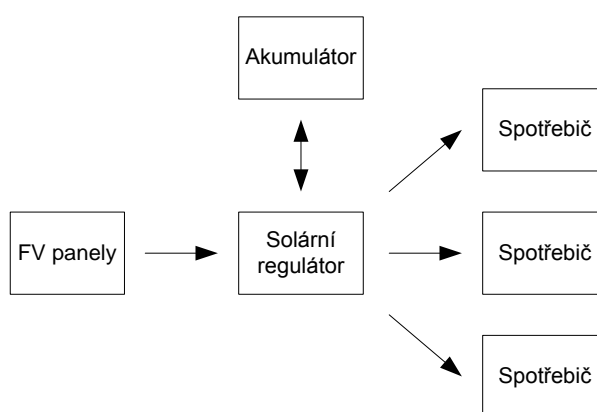 Akumulátor
Spotřebič
FV panely
Solární
regulátor
Spotřebič
Spotřebič